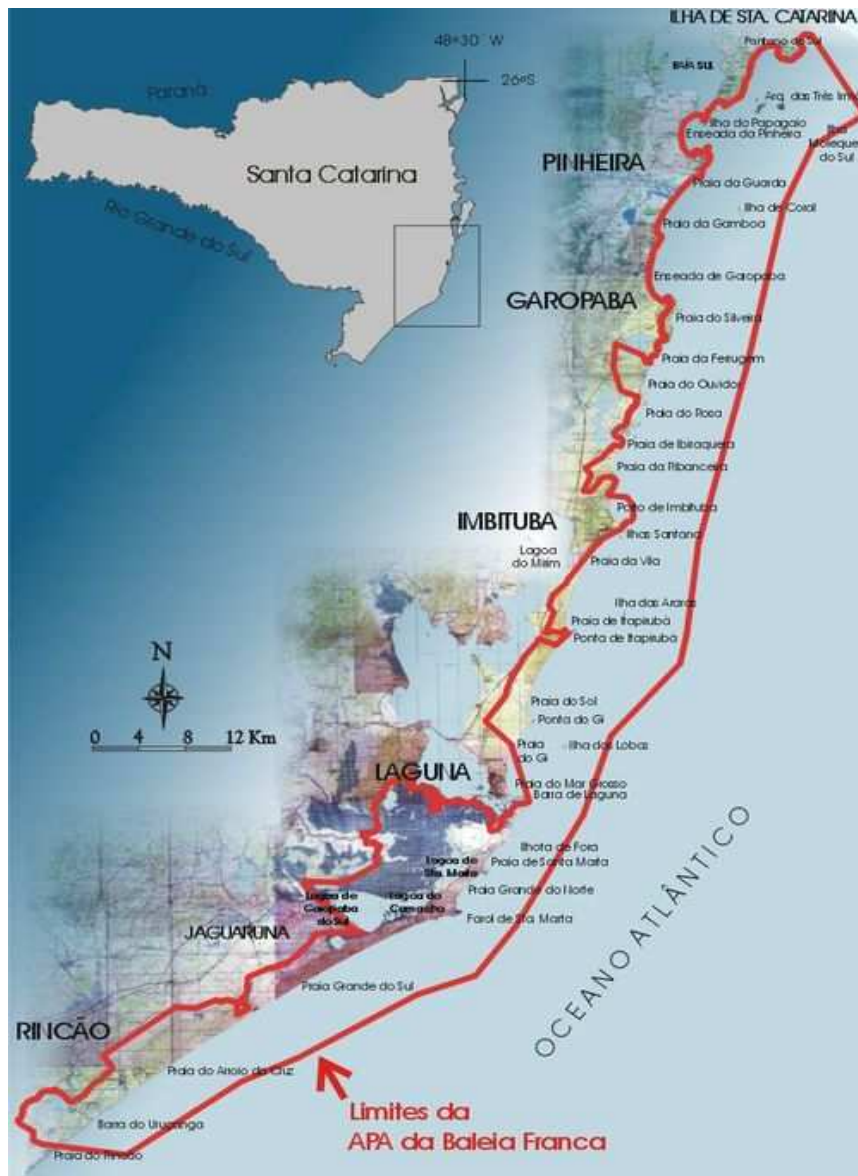 ILHA DE STA. CATARINA
48º30´ W
26ºS
Pantano do Sul
BAÍA SUL
Paraná
Arq. das Três Irmãs
Ilha do Papagaio
Enseada da Pinheira
Ilha
Moleques
do Sul
PINHEIRA
Santa Catarina
Praia da Guarda
Rio Grande do Sul
Ilha de Coral
Praia da Gamboa
Enseada de Garopaba
GAROPABA
Praia do Silveira
Praia da Ferrugem
Praia do Ouvidor
Praia do Rosa
Praia de Ibiraquera
Praia da Ribanceira
Porto de Imbituba
IMBITUBA
Ilhas Santana
Lagoa
do Mirim
Praia da Vila
Ilha das Araras
Praia de Itapirubá
Ponta de Itapirubá
N
0 4 8 12 Km
Praia do Sol
Ponta do Gi
Praia
do Gi
Ilha dos Lobos
LAGUNA
Praia do Mar Grosso
Barra de Laguna
Ilhota de Fora
Lagoa de
Sta. Marta
Praia de Santa Marta
Praia Grande do Norte
Lagoa de
Garopaba
do Sul
Lagoa do
Camacho
Farol de Sta. Marta
JAGUARUNA
OCEANO ATLÂNTICO
Praia Grande do Sul
RINCÃO
Praia do Arroio da Cruz
Limites da
APA da Baleia Franca
Barra do Urussanga
Praia do Rincão